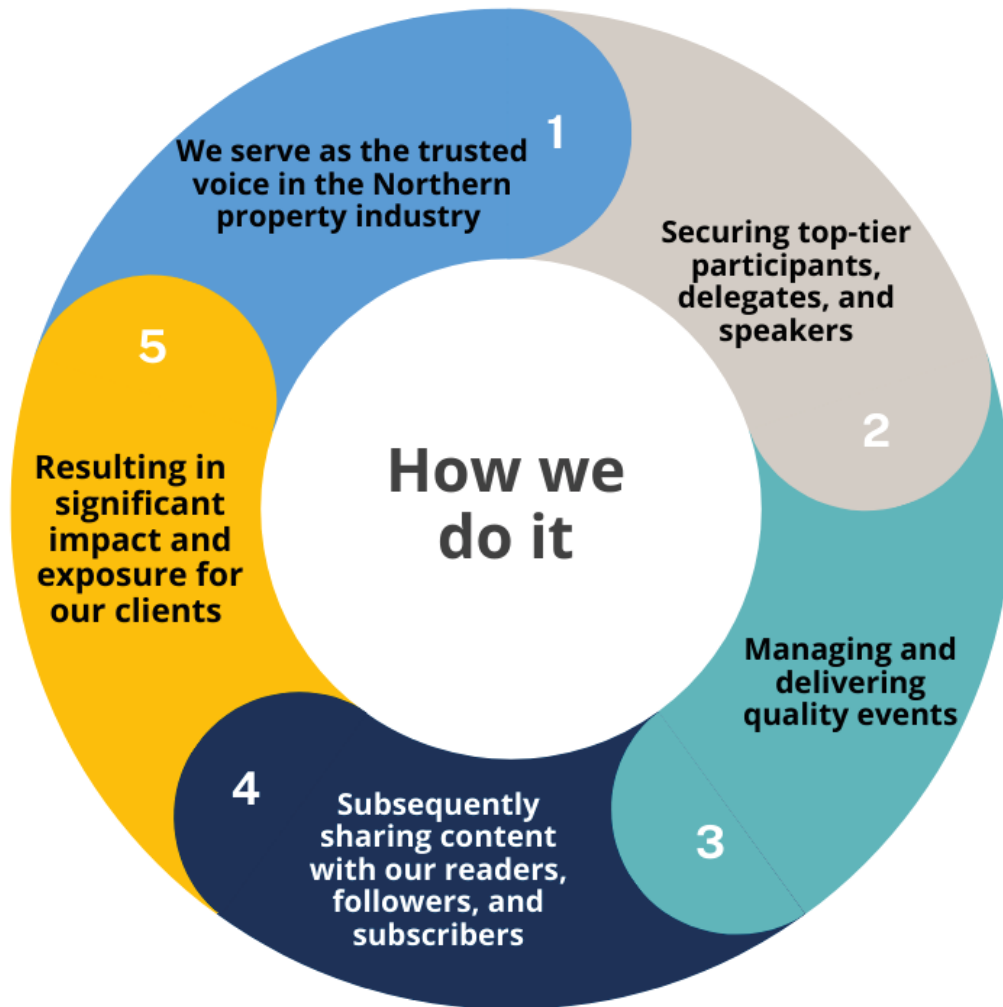 How we
do it
1
We serve as the trusted
voice in the Northern
property industry
Securing top-tier
participants,
delegates, and
speakers
2
Managing and
delivering
quality events
3
4
Subsequently
sharing content
with our readers,
followers, and
subscribers
5
Resulting in
significant
impact and
exposure for
our clients